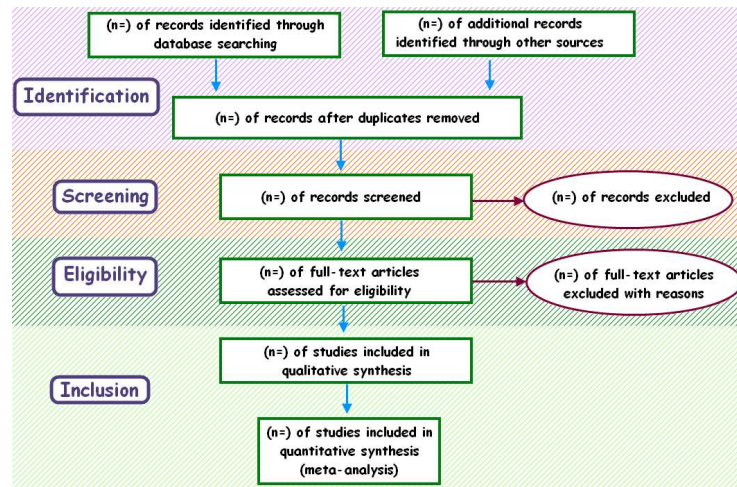 (n=) of records identified through
database searching
(n=) of additional records
identified through other sources
Identification
(n=) of records after duplicates removed
Screening
(n=) of records screened
(n=) of records excluded
Eligibility
(n=) of full-text articles
assessed for eligibility
(n=) of full-text articles
excluded with reasons
(n=) of studies included in
qualitative synthesis
Inclusion
(n=) of studies included in
quantitative synthesis
(meta-analysis)